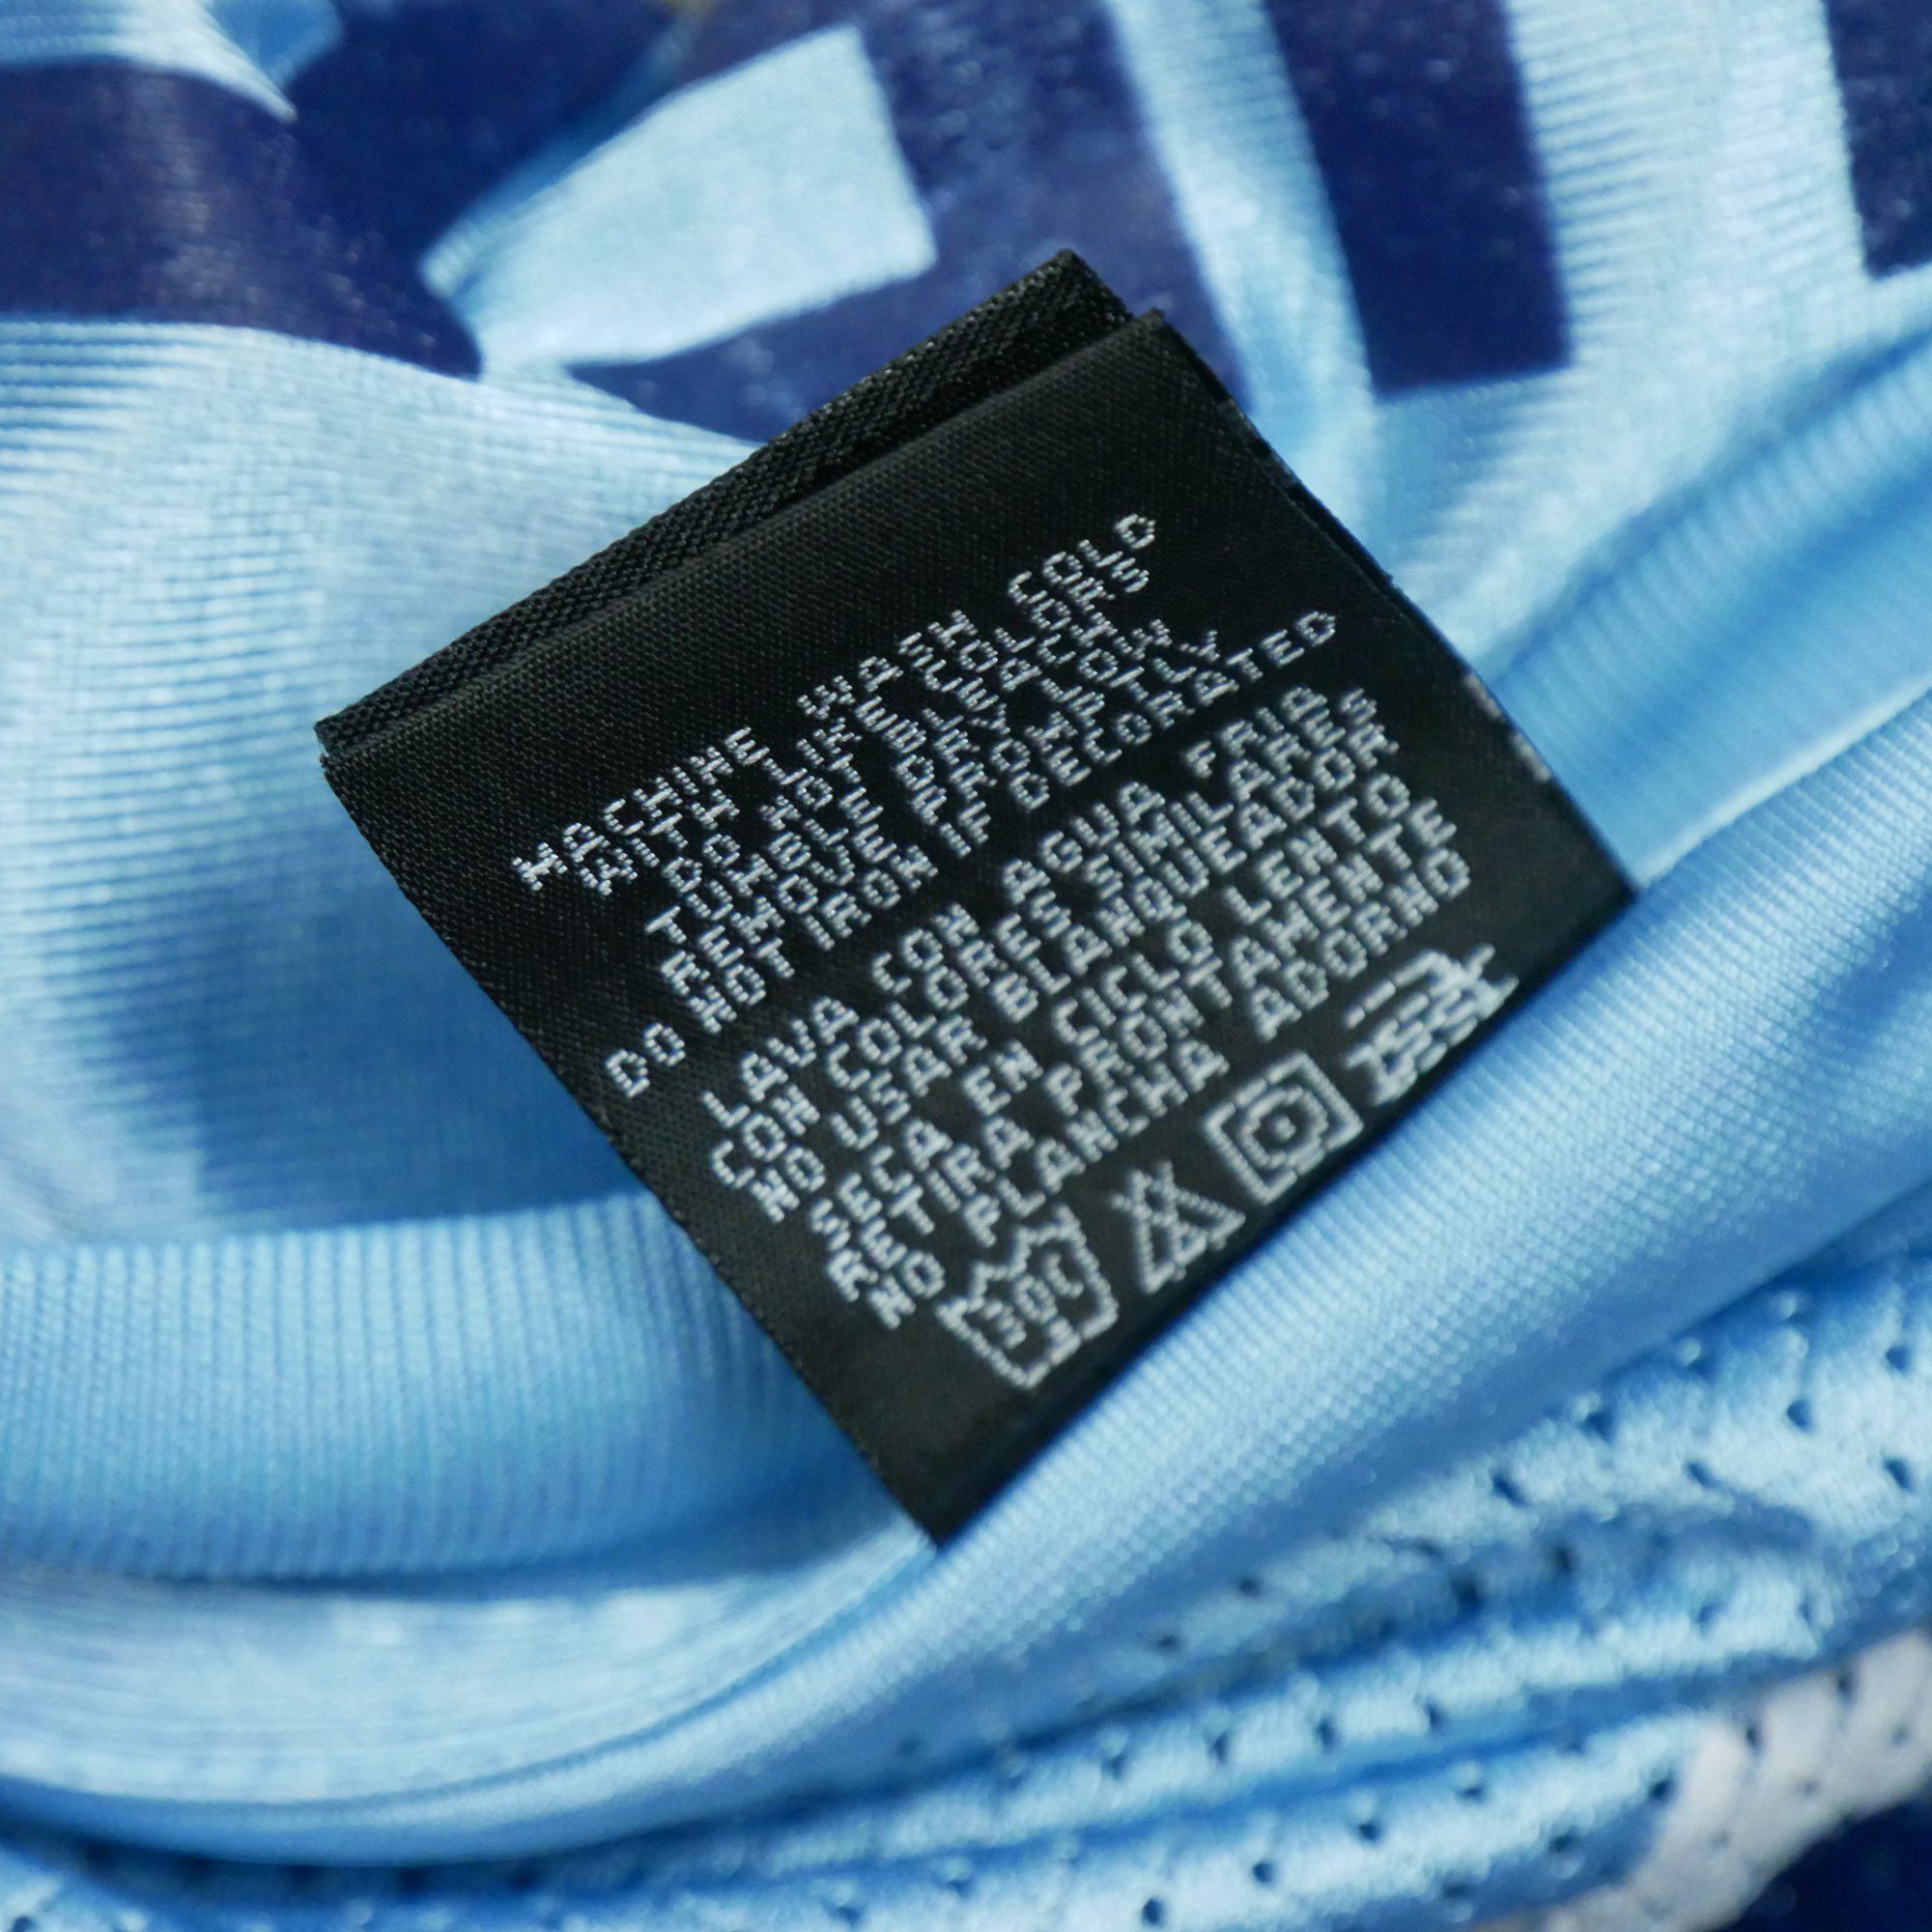 MACHINE WASH COLD
WITH LIKE COLORS
DO NOT BLEACH
TUMBLE DRY LOW
REMOVE PROMPTLY
DO NOT IRON IF DECORATED
LAVA CON AGUA FRIA
CON COLORES SIMILARES
NO USAR BLANQUEADOR
SECA EN CICLO LENTO
RETIRA PRONTAMENTE
NO PLANCHA ADORNO
30C